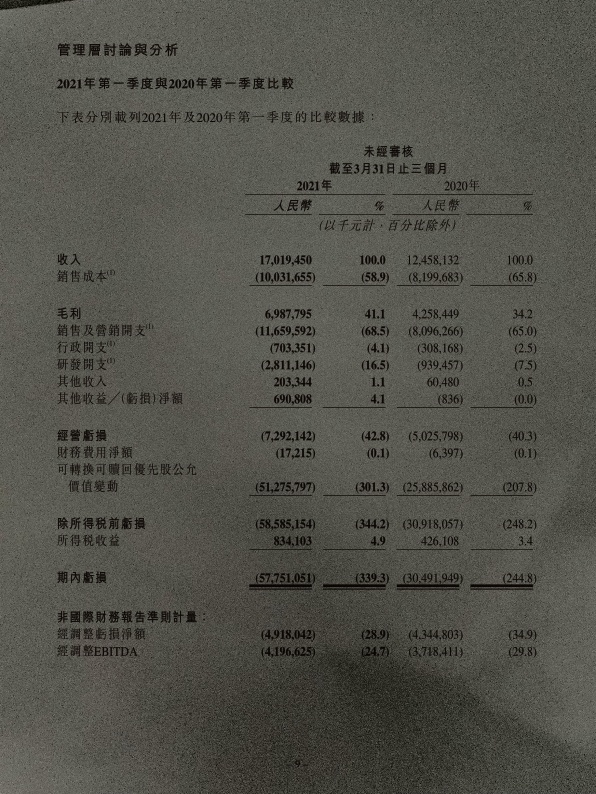 管理層討論與分析
2021年第一季度與2020年第一季度比較
下表分別載列2021年及2020年第一季度的比較數據：
未經審核
截至3月31日止三個月
2021年 2020年
人民幣 % 人民幣 %
(以千元計，百分比除外)
收入 17,019,450 100.0 12,458,132 100.0
銷售成本(1) (10,031,655) (58.9) (8,199,683) (65.8)
毛利 6,987,795 41.1 4,258,449 34.2
銷售及營銷開支(1) (11,659,592) (68.5) (8,096,266) (65.0)
行政開支(1) (703,351) (4.1) (308,168) (2.5)
研發開支(1) (2,811,146) (16.5) (939,457) (7.5)
其他收入 203,344 1.1 60,480 0.5
其他收益／(虧損)淨額 690,808 4.1 (836) (0.0)
經營虧損 (7,292,142) (42.8) (5,025,798) (40.3)
財務費用淨額 (17,215) (0.1) (6,397) (0.1)
可轉換可贖回優先股公允
價值變動 (51,275,797) (301.3) (25,885,862) (207.8)
除所得稅前虧損 (58,585,154) (344.2) (30,918,057) (248.2)
所得稅收益 834,103 4.9 426,108 3.4
期內虧損 (57,751,051) (339.3) (30,491,949) (244.8)
非國際財務報告準則計量：
經調整虧損淨額 (4,918,042) (28.9) (4,344,803) (34.9)
經調整EBITDA (4,196,625) (24.7) (3,718,411) (29.8)